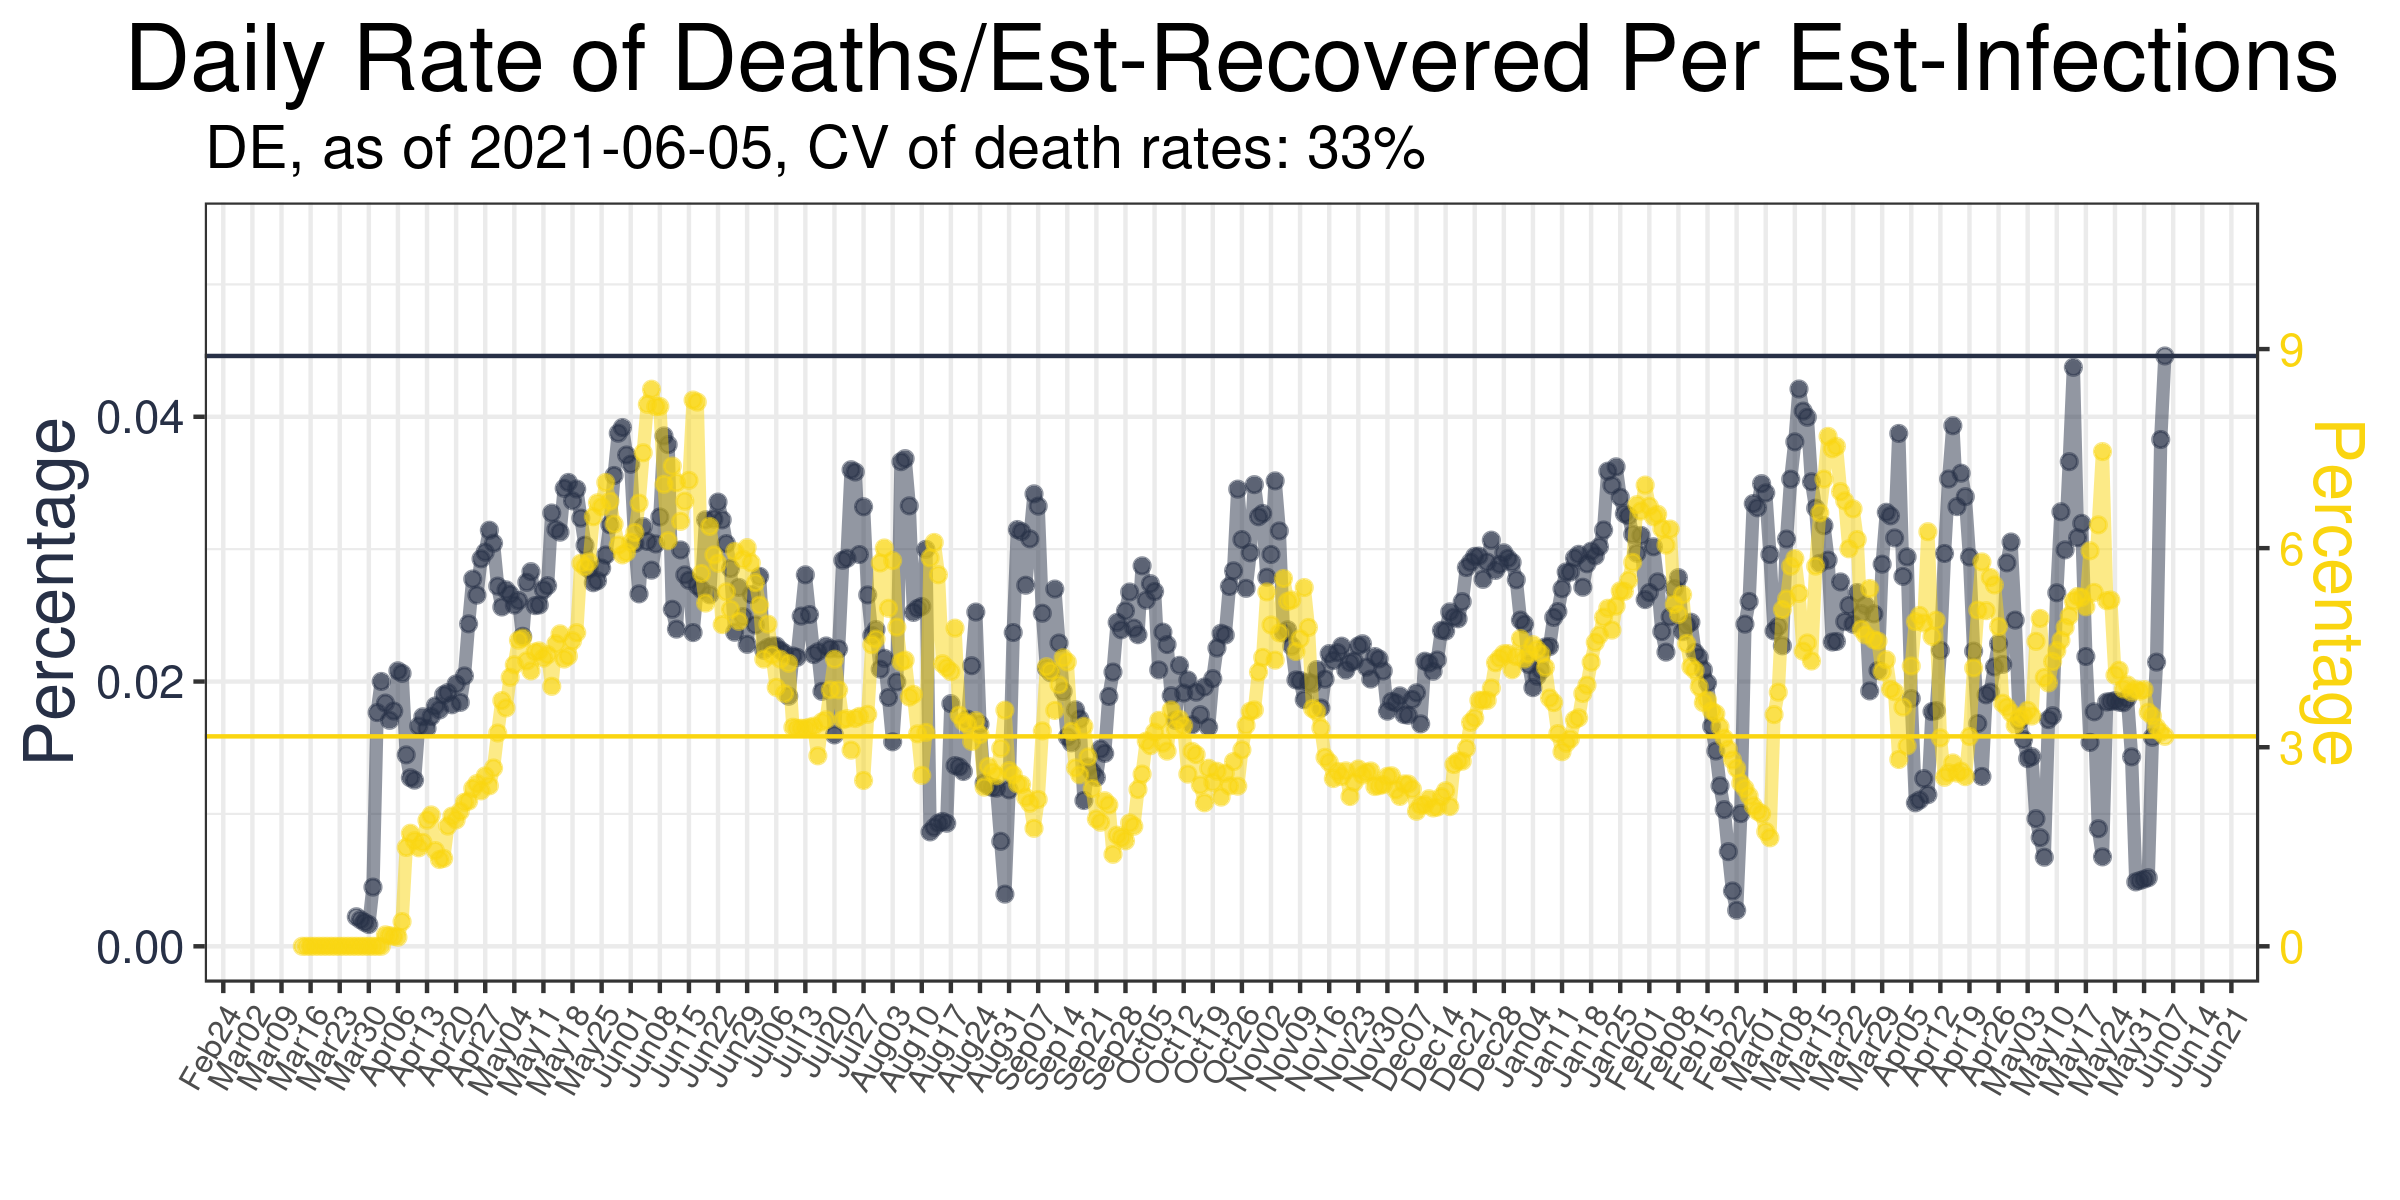 Daily Rate of Deaths/Est-Recovered Per Est-Infections
DE, as of 2021-06-05, CV of death rates: 33%
Percentage
0.04
0.02
0.00
9
6
3
0
Percentage
Feb24
Mar02
Mar09
Mar16
Mar23
Mar30
Apr06
Apr13
Apr20
Apr27
May04
May11
May18
May25
Jun01
Jun08
Jun15
Jun22
Jun29
Jul06
Jul13
Jul20
Jul27
Aug03
Aug10
Aug17
Aug24
Aug31
Sep07
Sep14
Sep21
Sep28
Oct05
Oct12
Oct19
Oct26
Nov02
Nov09
Nov16
Nov23
Nov30
Dec07
Dec14
Dec21
Dec28
Jan04
Jan11
Jan18
Jan25
Feb01
Feb08
Feb15
Feb22
Mar01
Mar08
Mar15
Mar22
Mar29
Apr05
Apr12
Apr19
Apr26
May03
May10
May17
May24
May31
Jun07
Jun14
Jun21